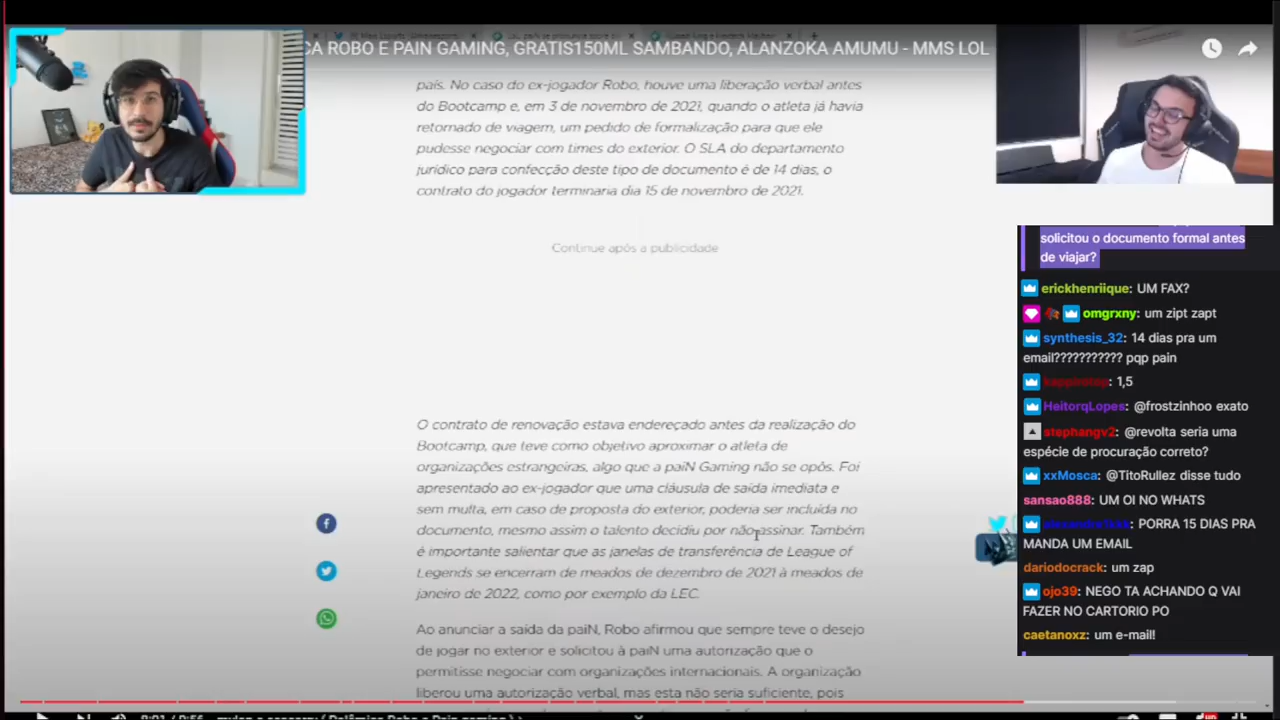 CA ROBO E PAIN GAMING, GRATIS150ML SAMBANDO, ALANZOKA AMUMU - MMS LOL
país. No caso do ex-jogador Robo, houve uma liberação verbal antes
do Bootcamp e, em 3 de novembro de 2021, quando o atleta já havia
retornado de viagem, um pedido de formalização para que ele
pudesse negociar com times do exterior. O SLA do departamento
jurídico para confecção deste tipo de documento é de 14 dias, o
contrato do jogador terminaria dia 15 de novembro de 2021.
Continue após a publicidade
O contrato de renovação estava endereçado antes da realização do
Bootcamp, que teve como objetivo aproximar o atleta de
organizações estrangeiras, algo que a paiN Gaming não se opôs. Foi
apresentado ao ex-jogador que uma cláusula de saída imediata e
sem multa, em caso de proposta do exterior, poderia ser incluída no
documento, mesmo assim o talento decidiu por não assinar. Também
é importante salientar que as janelas de transferência de League of
Legends se encerram de meados de dezembro de 2021 à meados de
janeiro de 2022, como por exemplo da LEC.
Ao anunciar a saída da paiN, Robo afirmou que sempre teve o desejo
de jogar no exterior e solicitou à paiN uma autorização que o
permitisse negociar com organizações internacionais. A organização
liberou uma autorização verbal, mas esta não seria suficiente, pois
solicitou o documento formal antes
de viajar?
erickhenriique: UM FAX?
omgrxny: um zipt zapt
synthesis_32: 14 dias pra um
email??????????? pqp pain
: 1,5
HeitorqLopes: @frostzinhoo exato
stephangv2: @revolta seria uma
espécie de procuração correto?
xxMosca: @TitoRullez disse tudo
sansao888: UM OI NO WHATS
: PORRA 15 DIAS PRA
MANDA UM EMAIL
dariodocrack: um zap
ojo39: NEGO TA ACHANDO Q VAI
FAZER NO CARTORIO PO
caetanoxz: um e-mail!